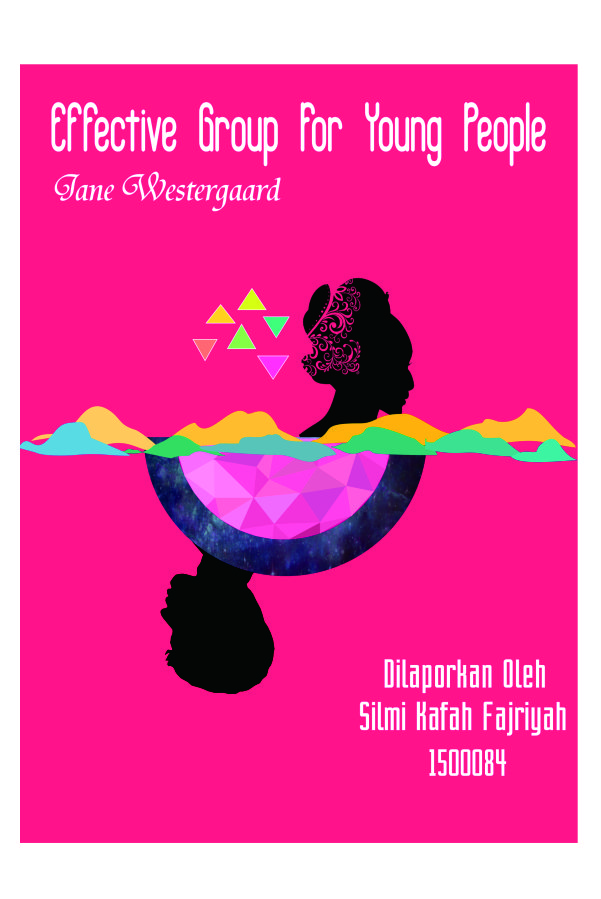 Effective Group For Young People
Jane Westergaard
Dilaporkan Oleh
Silmi Kafah Fajriyah
1500084